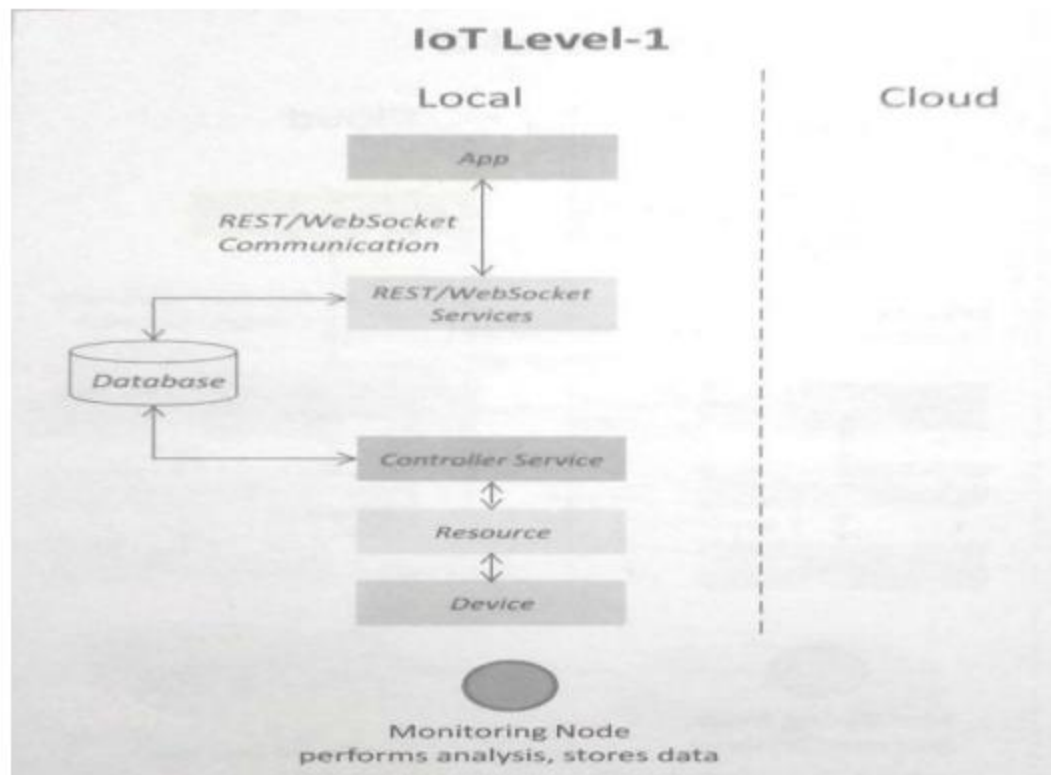 IoT Level-1
Local
Cloud
App
REST/WebSocket
Communication
REST/WebSocket
Services
Database
Controller Service
Resource
Device
Monitoring Node
performs analysis, stores data